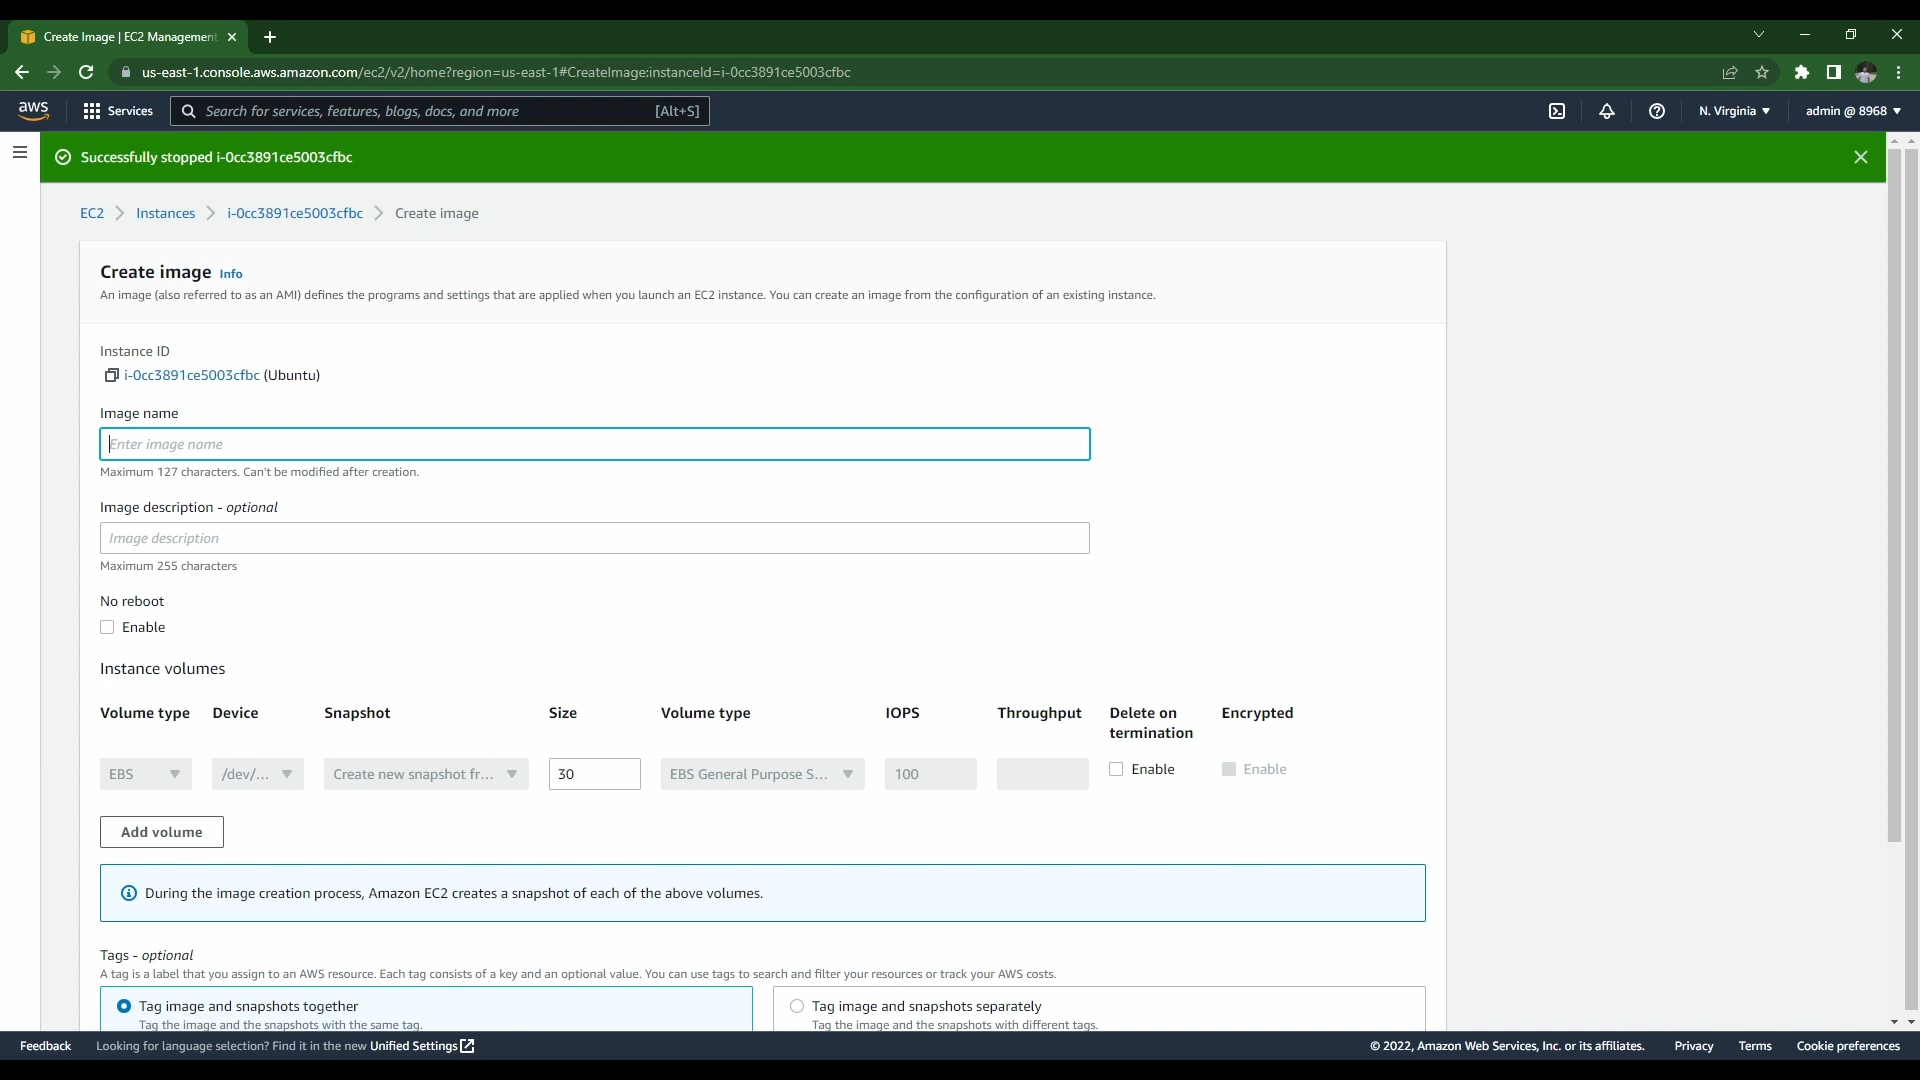 Create Image | EC2 Management
us-east-1.console.aws.amazon.com/ec2/v2/home?region=us-east-1#CreateImage:instanceId=i-0cc3891ce5003cfbc
aws
Services
Search for services, features, blogs, docs, and more
[Alt+S]
N. Virginia
admin @ 8968
Successfully stopped i-0cc3891ce5003cfbc
EC2 Instances i-0cc3891ce5003cfbc Create image
Create image Info
An image (also referred to as an AMI) defines the programs and settings that are applied when you launch an EC2 instance. You can create an image from the configuration of an existing instance.
Instance ID
i-0cc3891ce5003cfbc (Ubuntu)
Image name
Enter image name
Maximum 127 characters. Can't be modified after creation.
Image description - optional
Image description
Maximum 255 characters
No reboot
Enable
Instance volumes
Volume type Device Snapshot Size Volume type IOPS Throughput Delete on termination Encrypted
EBS /dev/... Create new snapshot fr... 30 EBS General Purpose S... 100 Enable Enable
Add volume
During the image creation process, Amazon EC2 creates a snapshot of each of the above volumes.
Tags - optional
A tag is a label that you assign to an AWS resource. Each tag consists of a key and an optional value. You can use tags to search and filter your resources or track your AWS costs.
Tag image and snapshots together
Tag the image and the snapshots with the same tag.
Tag image and snapshots separately
Tag the image and the snapshots with different tags.
Feedback Looking for language selection? Find it in the new Unified Settings © 2022, Amazon Web Services, Inc. or its affiliates. Privacy Terms Cookie preferences